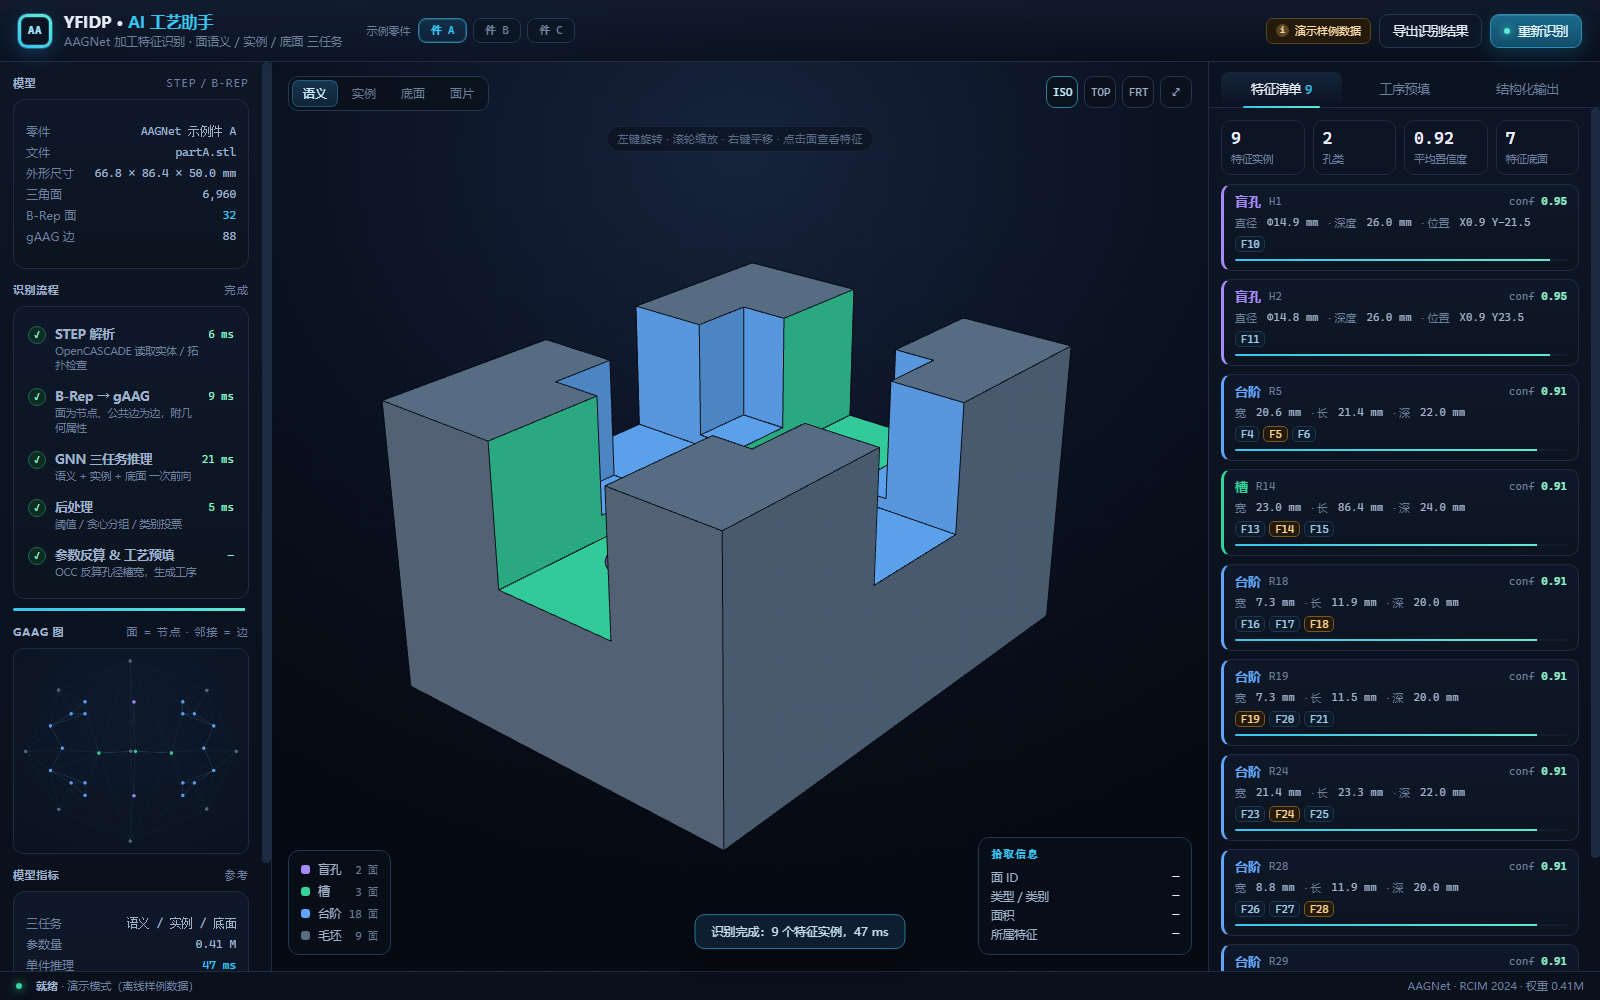 AA
YFIDP • AI 工艺助手
AAGNet 加工特征识别 · 面语义 / 实例 / 底面 三任务
示例零件
件 A
件 B
件 C
i 演示样例数据
导出识别结果
重新识别
模型
STEP / B-REP
零件 AAGNet 示例件 A
文件 partA.stl
外形尺寸 66.8 × 86.4 × 50.0 mm
三角面 6,960
B-Rep 面 32
gAAG 边 88
识别流程 完成
STEP 解析 6 ms
OpenCASCADE 读取实体 / 拓
扑检查
B-Rep → gAAG 9 ms
面为节点、公共边为边，附几
何属性
GNN 三任务推理 21 ms
语义 + 实例 + 底面 一次前向
后处理 5 ms
阈值 / 贪心分组 / 类别投票
参数反算 & 工艺预填 —
OCC 反算孔径槽宽，生成工序
GAAG 图 面 = 节点 · 邻接 = 边
模型指标 参考
三任务 语义 / 实例 / 底面
参数量 0.41 M
单件推理 47 ms
语义
实例
底面
面片
ISO
TOP
FRT
⤢
左键旋转 · 滚轮缩放 · 右键平移 · 点击面查看特征
盲孔 2 面
槽 3 面
台阶 18 面
毛坯 9 面
识别完成：9 个特征实例，47 ms
拾取信息
面 ID —
类型 / 类别 —
面积 —
所属特征 —
特征清单 9
工序预填
结构化输出
9
特征实例
2
孔类
0.92
平均置信度
7
特征底面
盲孔 H1 conf 0.95
直径 Φ14.9 mm · 深度 26.0 mm · 位置 X0.9 Y-21.5
F10
盲孔 H2 conf 0.95
直径 Φ14.8 mm · 深度 26.0 mm · 位置 X0.9 Y23.5
F11
台阶 R5 conf 0.91
宽 20.6 mm · 长 21.4 mm · 深 22.0 mm
F4 F5 F6
槽 R14 conf 0.91
宽 23.0 mm · 长 86.4 mm · 深 24.0 mm
F13 F14 F15
台阶 R18 conf 0.91
宽 7.3 mm · 长 11.9 mm · 深 20.0 mm
F16 F17 F18
台阶 R19 conf 0.91
宽 7.3 mm · 长 11.5 mm · 深 20.0 mm
F19 F20 F21
台阶 R24 conf 0.91
宽 21.4 mm · 长 23.3 mm · 深 22.0 mm
F23 F24 F25
台阶 R28 conf 0.91
宽 8.8 mm · 长 11.9 mm · 深 20.0 mm
F26 F27 F28
台阶 R29 conf 0.91
就绪 · 演示模式（离线样例数据）
AAGNet · RCIM 2024 · 权重 0.41M